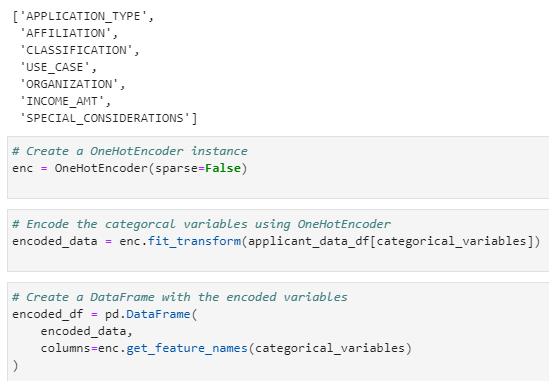 ['APPLICATION_TYPE',
 'AFFILIATION',
 'CLASSIFICATION',
 'USE_CASE',
 'ORGANIZATION',
 'INCOME_AMT',
 'SPECIAL_CONSIDERATIONS']
# Create a OneHotEncoder instance
enc = OneHotEncoder(sparse=False)
# Encode the categorcal variables using OneHotEncoder
encoded_data = enc.fit_transform(applicant_data_df[categorical_variables])
# Create a DataFrame with the encoded variables
encoded_df = pd.DataFrame(
    encoded_data,
    columns=enc.get_feature_names(categorical_variables)
)